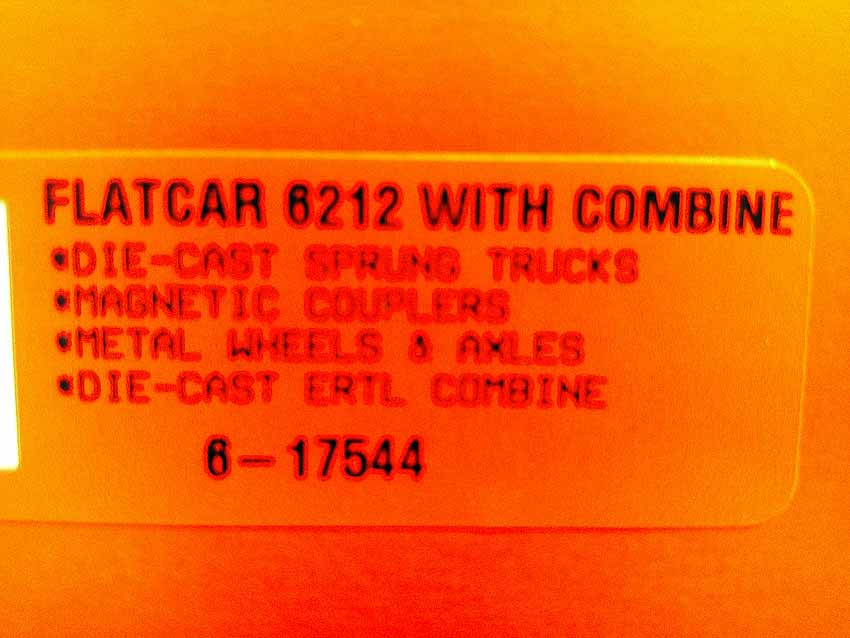 FLATCAR 6212 WITH COMBINE
*DIE-CAST SPRUNG TRUCKS
*MAGNETIC COUPLERS
*METAL WHEELS & AXLES
*DIE-CAST ERTL COMBINE
6-17544